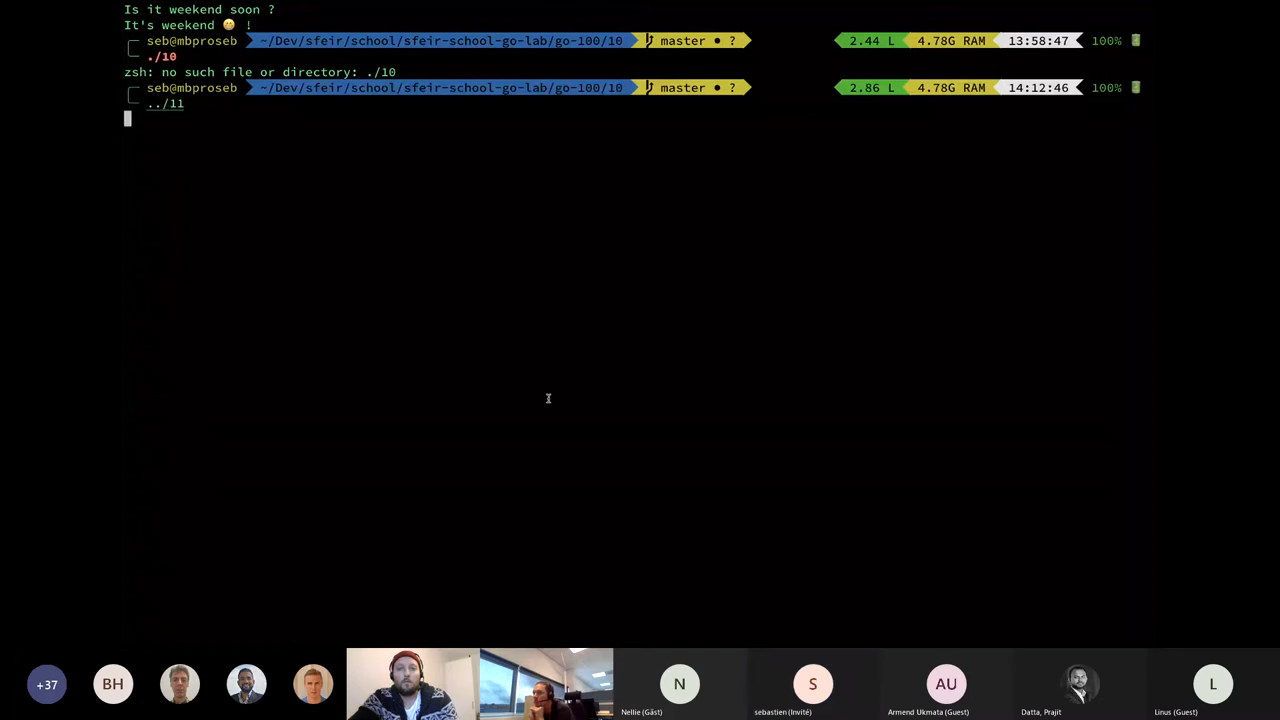 Is it weekend soon ?
It's weekend 😁 !
seb@mbproseb ~/Dev/sfeir/school/sfeir-school-go-lab/go-100/10 master • ? 2.44 L 4.78G RAM 13:58:47 100%
./10
zsh: no such file or directory: ./10
seb@mbproseb ~/Dev/sfeir/school/sfeir-school-go-lab/go-100/10 master • ? 2.86 L 4.78G RAM 14:12:46 100%
../11
+37 BH N S AU L
Nellie (Gäst) sebastien (Invité) Armend Ukmata (Guest) Datta, Prajit Linus (Guest)